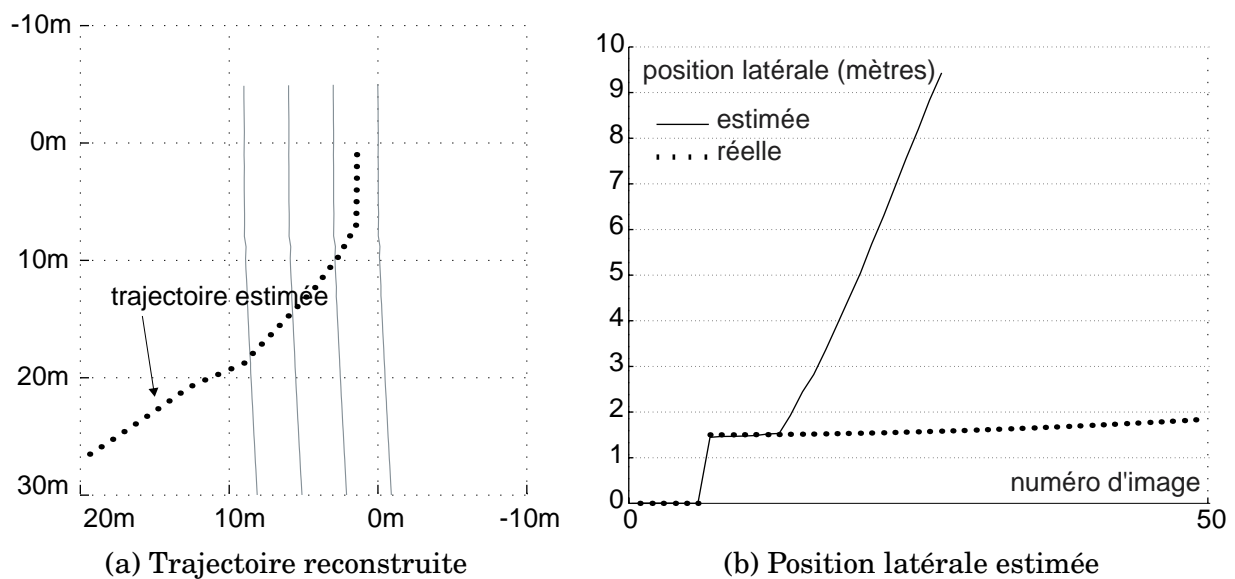 -10m
0m
10m
20m
30m
20m
10m
0m
-10m
trajectoire estimée
(a) Trajectoire reconstruite
10
9
8
7
6
5
4
3
2
1
0
0
50
position latérale (mètres)
estimée
réelle
numéro d'image
(b) Position latérale estimée